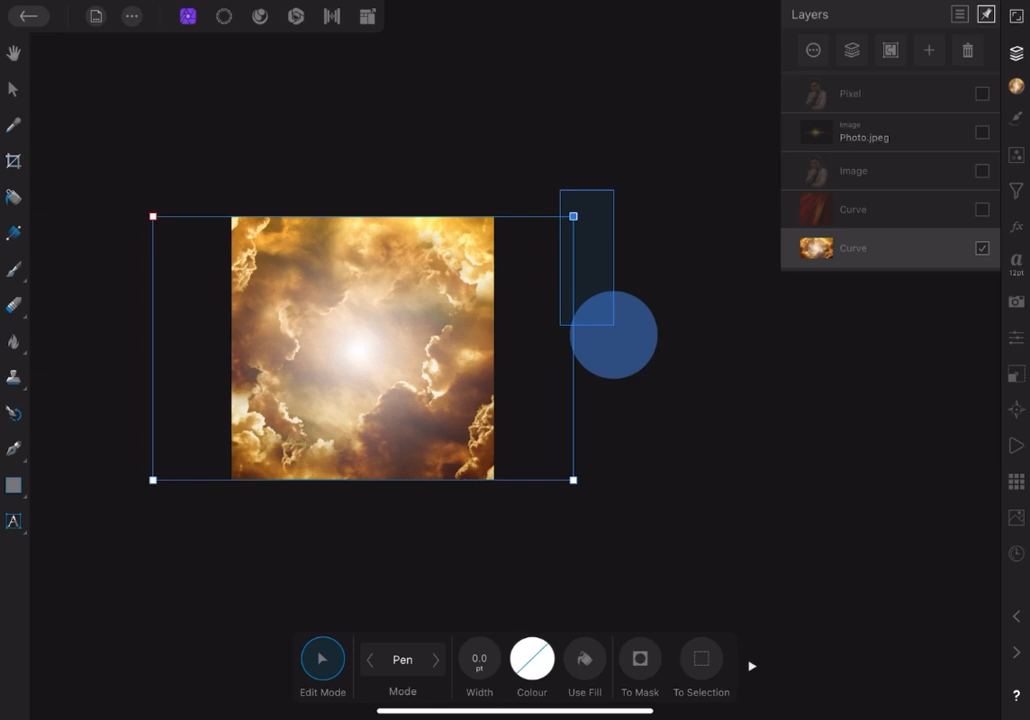 Layers
Pixel
Image
Photo.jpeg
Image
Curve
Curve
fx
a
12pt
0.0
pt
Pen
Edit Mode
Mode
Width
Colour
Use Fill
To Mask
To Selection
?